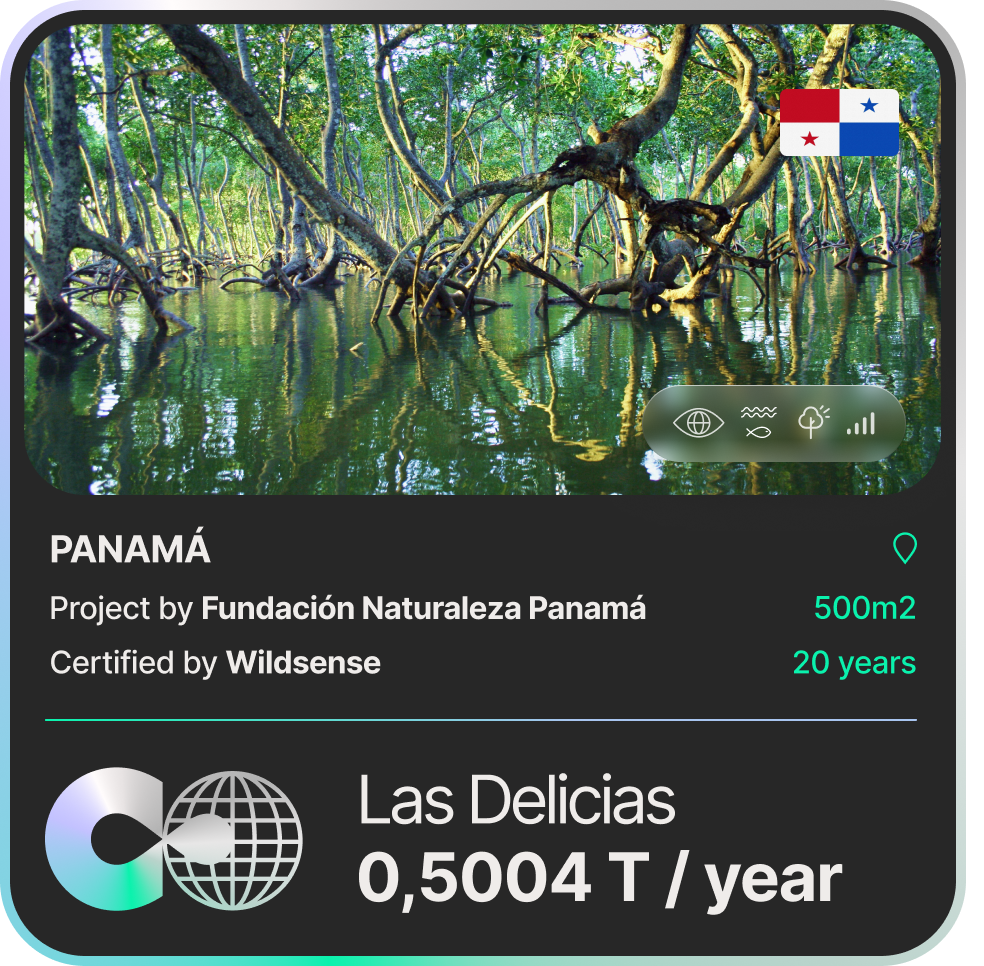 PANAMÁ
Project by Fundación Naturaleza Panamá
500m2
Certified by Wildsense
20 years
Las Delicias
0,5004 T / year